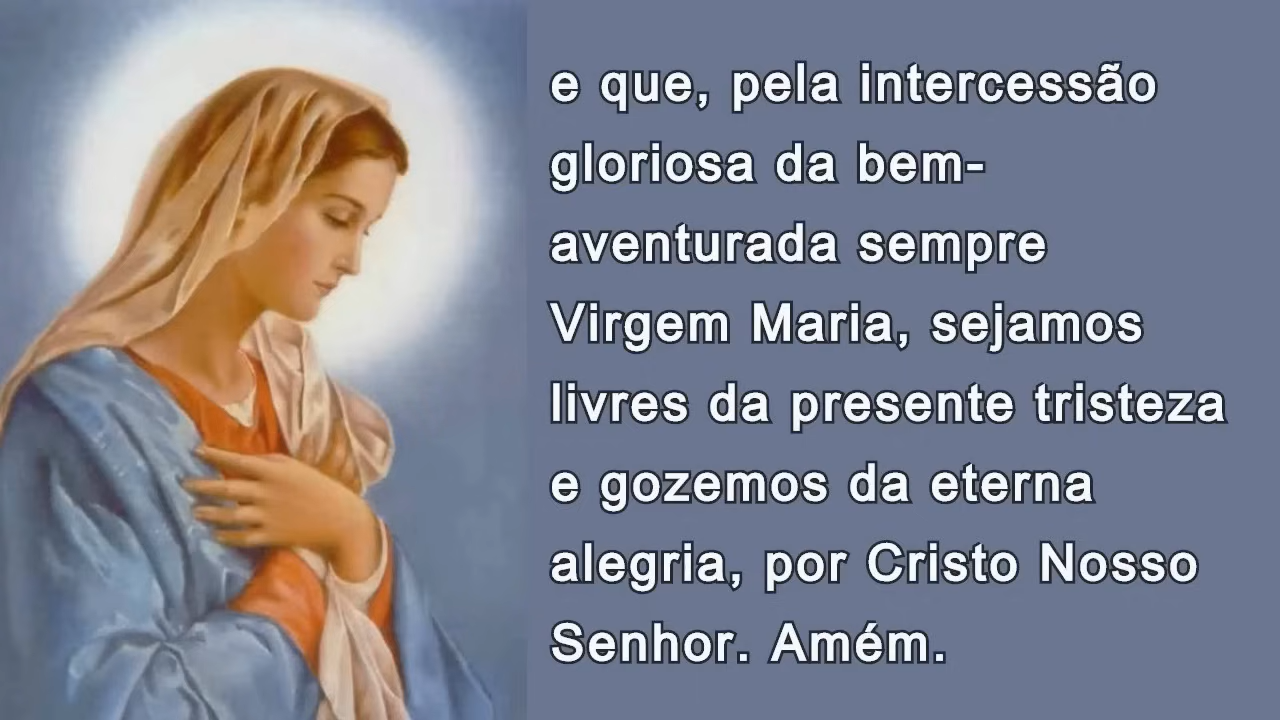 e que, pela intercessão
gloriosa da bem-
aventurada sempre
Virgem Maria, sejamos
livres da presente tristeza
e gozemos da eterna
alegria, por Cristo Nosso
Senhor. Amém.